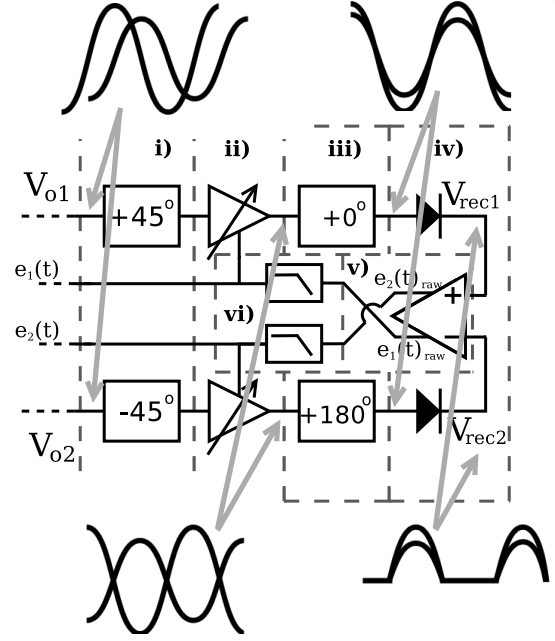 i) ii) iii) iv)
Vo1 +45° +0° Vrec1
e1(t) v) e2(t)raw +
vi)
e2(t) e1(t)raw -
-45° +180°
Vo2 Vrec2